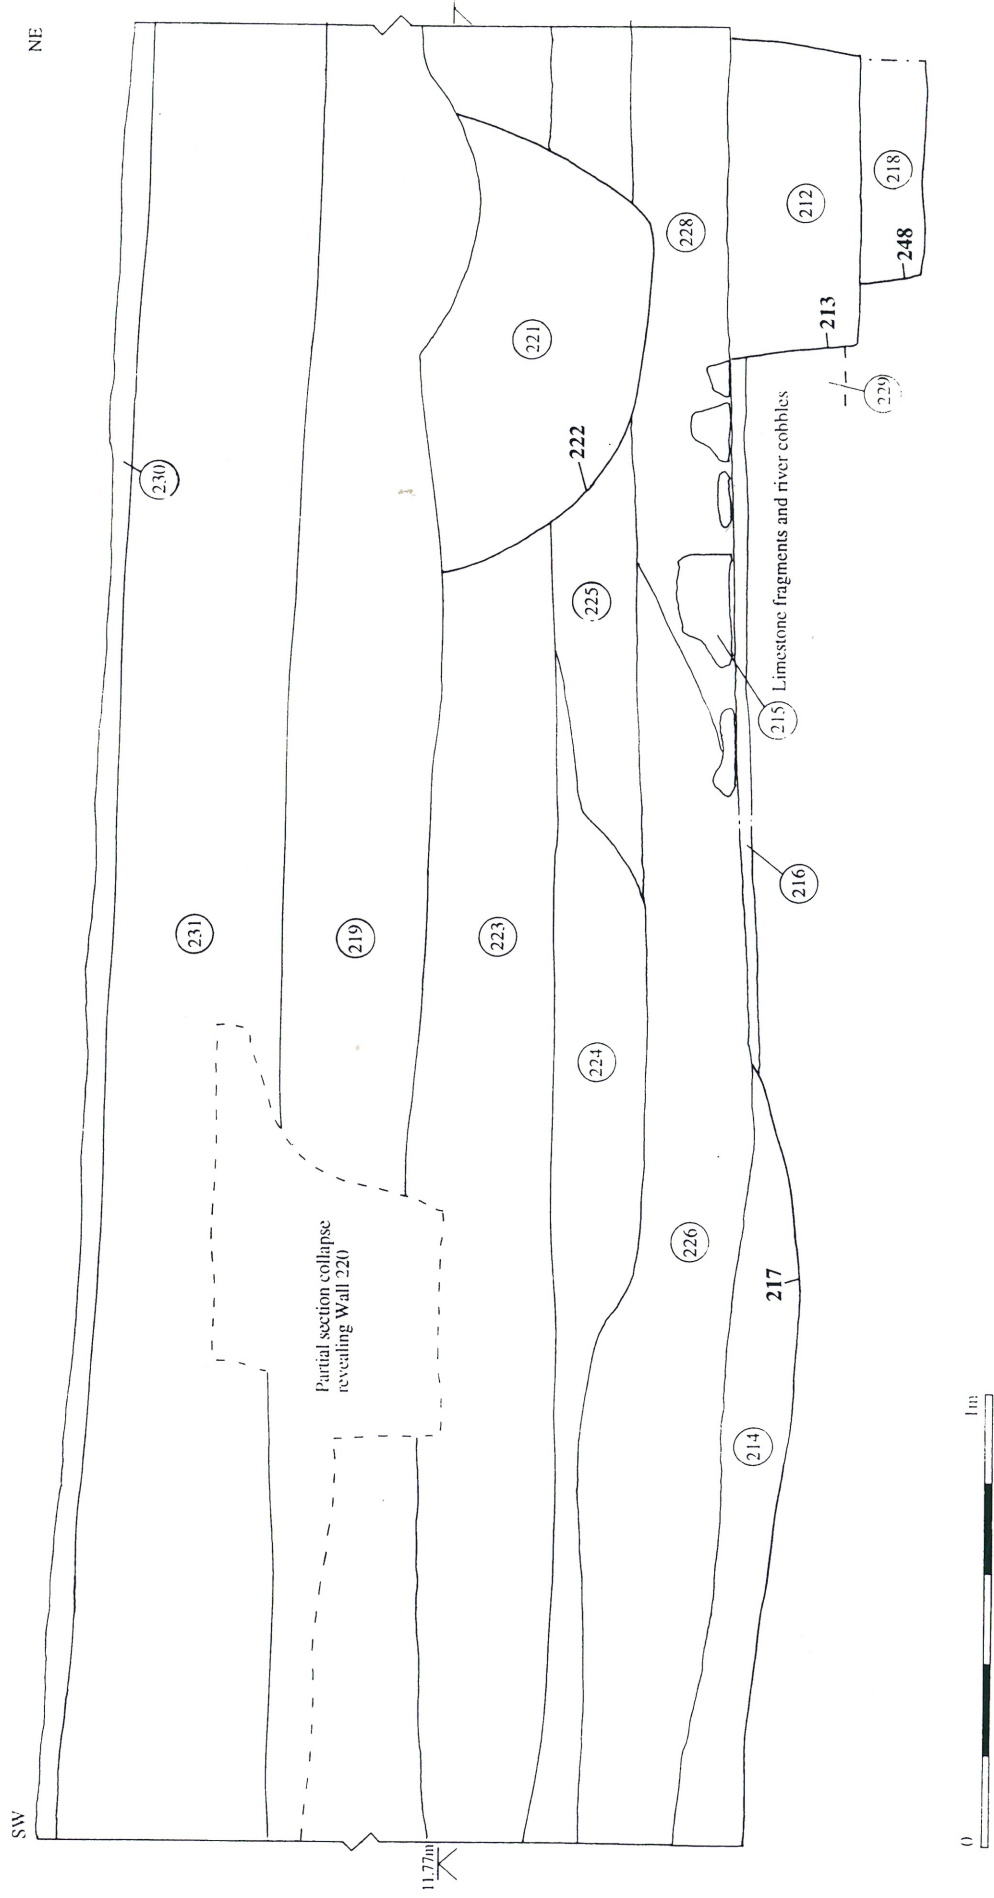 SW
NE
230
231
219
Partial section collapse
revealing Wall 220
11.77m
223
221
222
225
224
228
226
215 Limestone fragments and river cobbles
212
213
229
218
248
216
217
214
0
1m